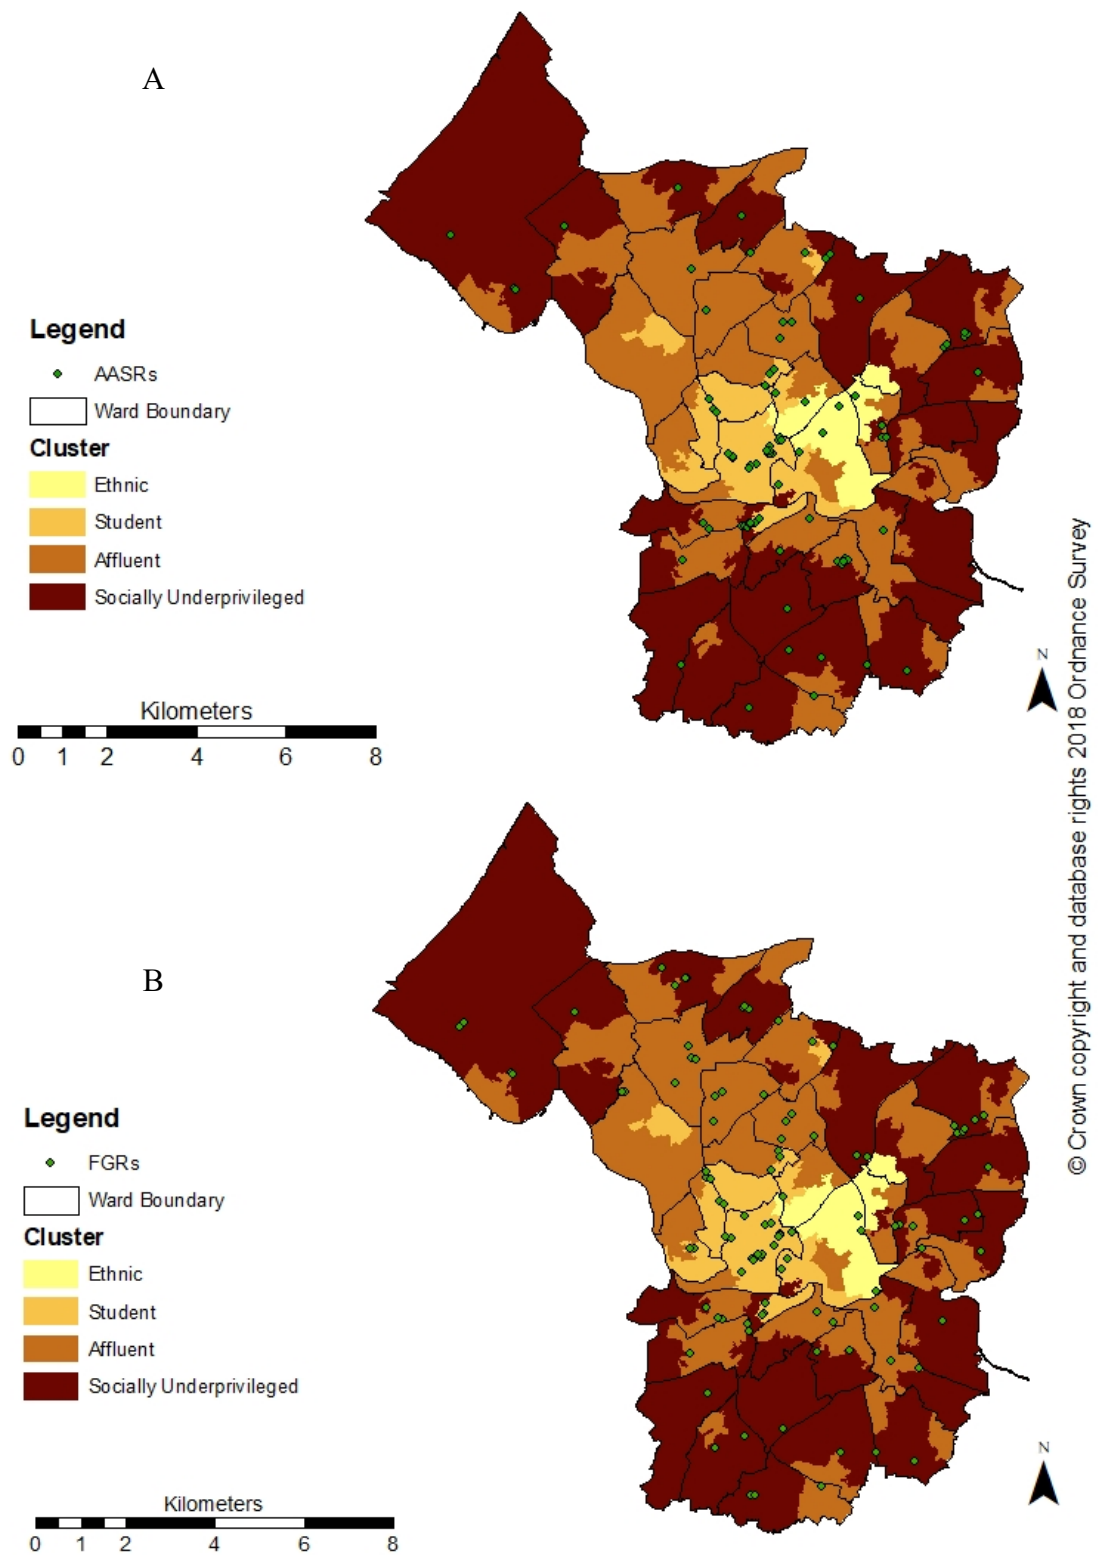 A
Legend
AASRs
Ward Boundary
Cluster
Ethnic
Student
Affluent
Socially Underprivileged
Kilometers
0 1 2 4 6 8
N
© Crown copyright and database rights 2018 Ordnance Survey
B
Legend
FGRs
Ward Boundary
Cluster
Ethnic
Student
Affluent
Socially Underprivileged
Kilometers
0 1 2 4 6 8
N